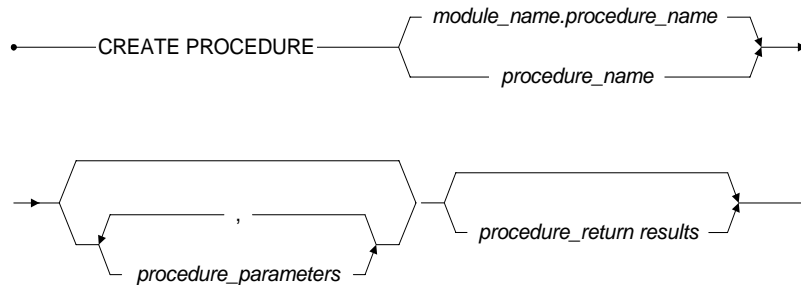 module_name.procedure_name
CREATE PROCEDURE
procedure_name
,
procedure_return results
procedure_parameters